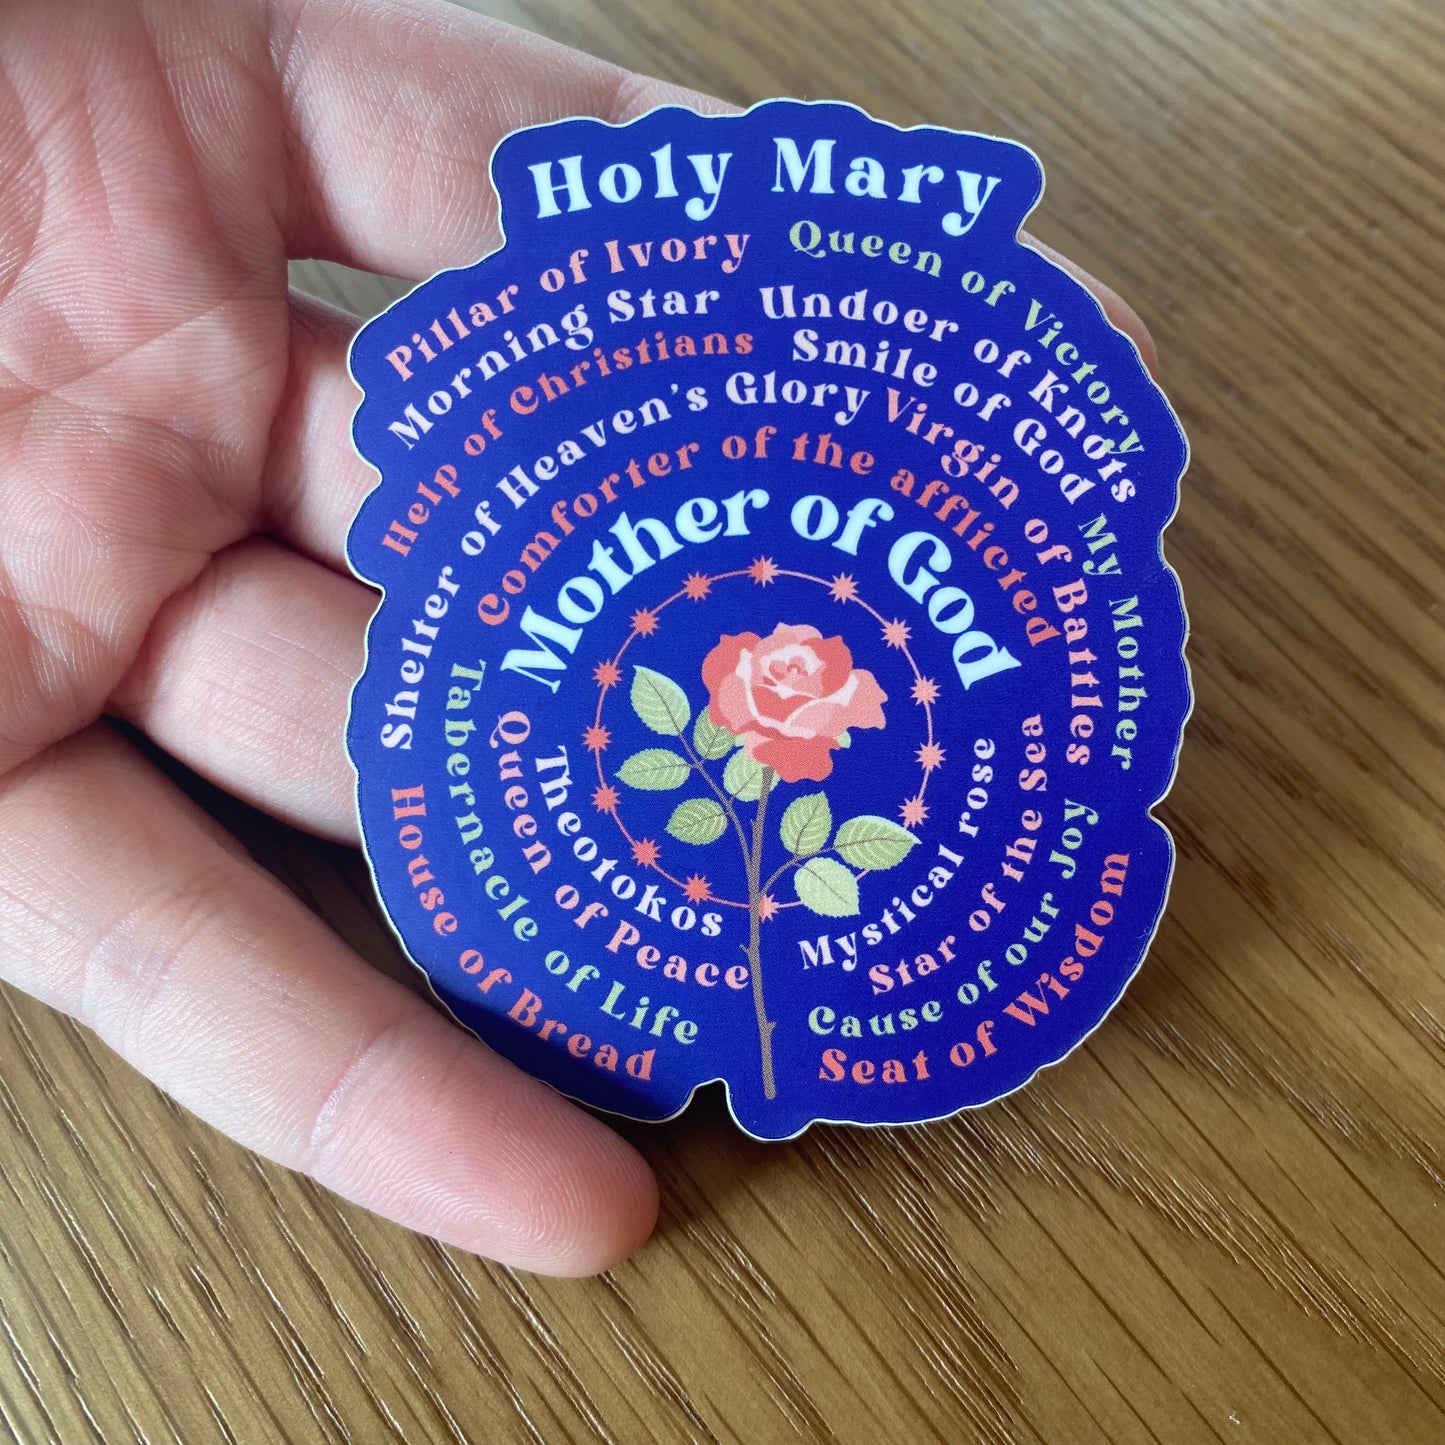 Holy Mary
Pillar of Ivory
Queen of Victory
Morning Star
Undoer of Knots
Help of Christians
Smile of God
Shelter of Heaven's Glory
Virgin of Battles
Comforter of the afflicted
My Mother
Mother of God
House of Bread
Tabernacle of Life
Queen of Peace
Theotokos
Mystical rose
Star of the Sea
Cause of our Joy
Seat of Wisdom